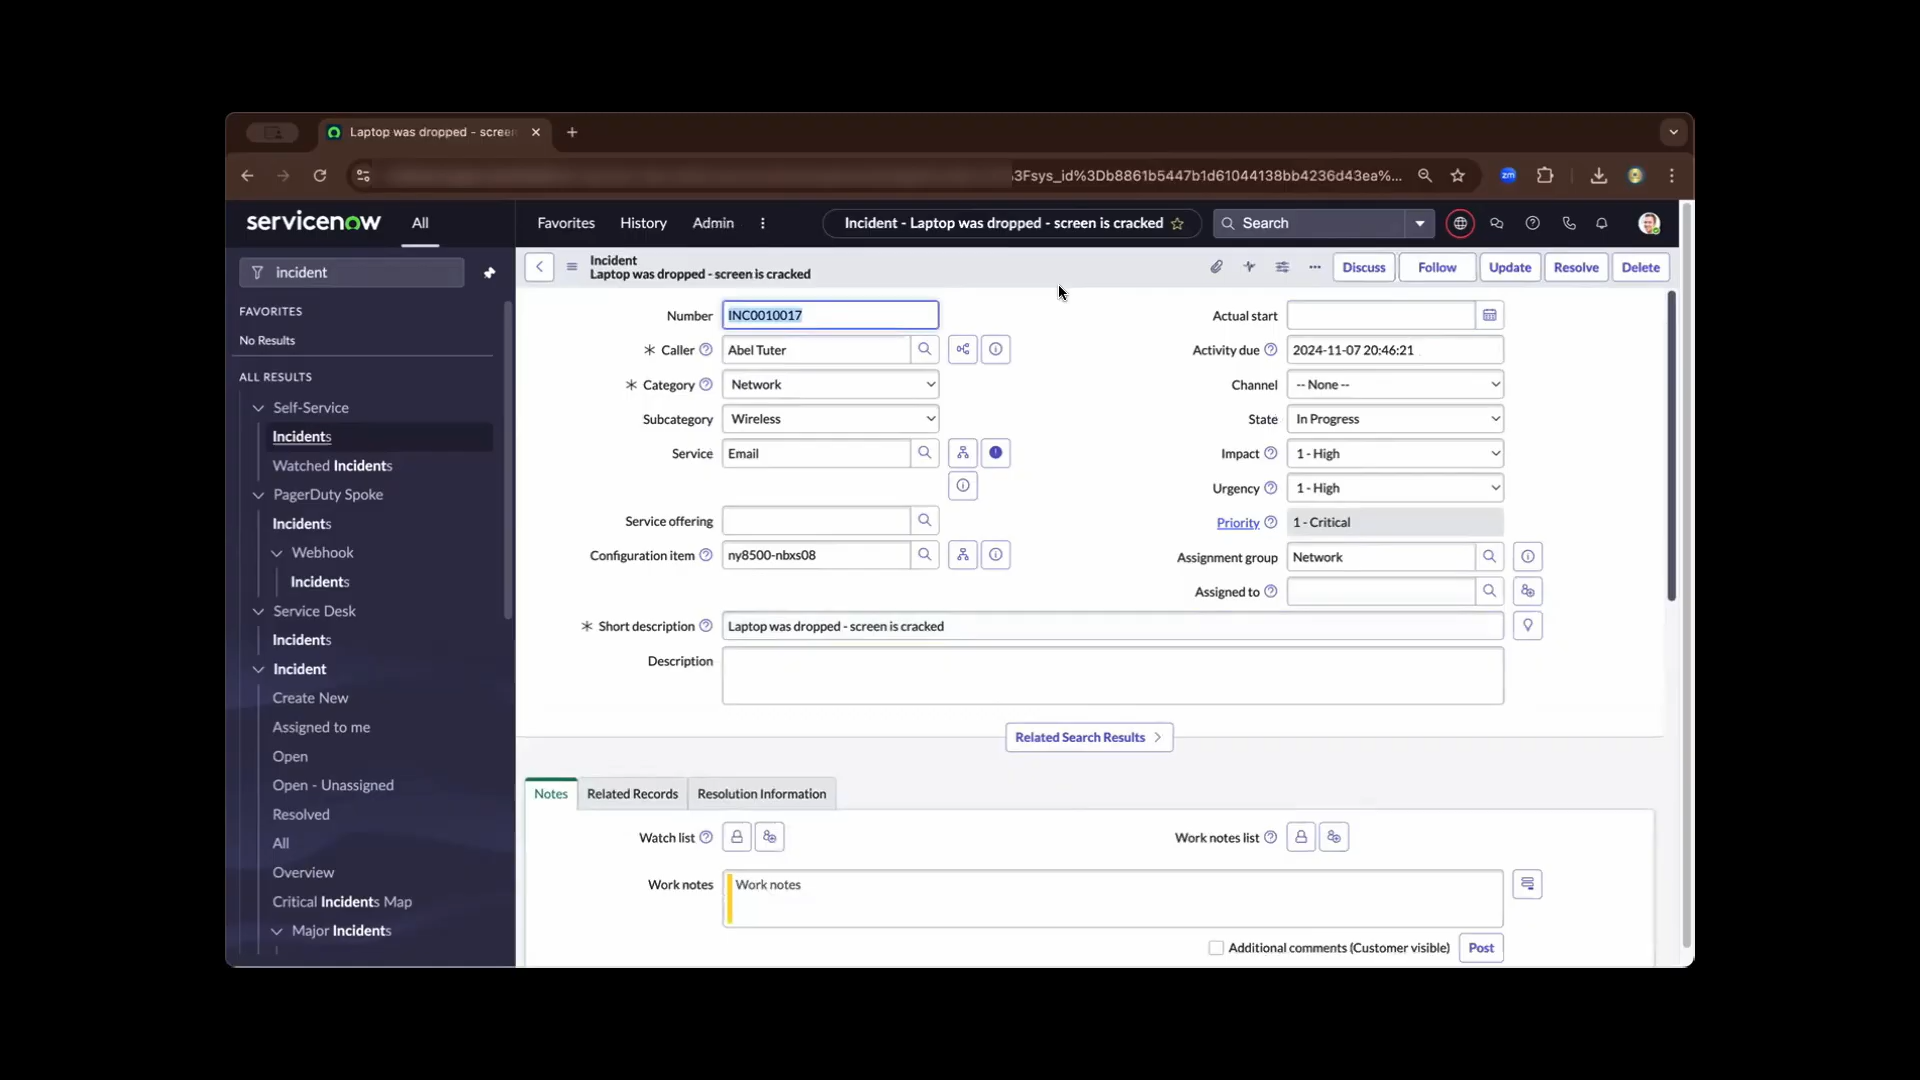 Laptop was dropped - screen
3Fsys_id%3Db8861b5447b1d61044138bb4236d43ea%...
zm
servicenow
All
Favorites
History
Admin
Incident - Laptop was dropped - screen is cracked
Search
incident
FAVORITES
No Results
ALL RESULTS
Self-Service
Incidents
Watched Incidents
PagerDuty Spoke
Incidents
Webhook
Incidents
Service Desk
Incidents
Incident
Create New
Assigned to me
Open
Open - Unassigned
Resolved
All
Overview
Critical Incidents Map
Major Incidents
Incident
Laptop was dropped - screen is cracked
Discuss
Follow
Update
Resolve
Delete
Number INC0010017
Caller Abel Tuter
Category Network
Subcategory Wireless
Service Email
Service offering
Configuration item ny8500-nbxs08
Actual start
Activity due 2024-11-07 20:46:21
Channel -- None --
State In Progress
Impact 1 - High
Urgency 1 - High
Priority 1 - Critical
Assignment group Network
Assigned to
Short description Laptop was dropped - screen is cracked
Description
Related Search Results
Notes
Related Records
Resolution Information
Watch list
Work notes list
Work notes Work notes
Additional comments (Customer visible)
Post